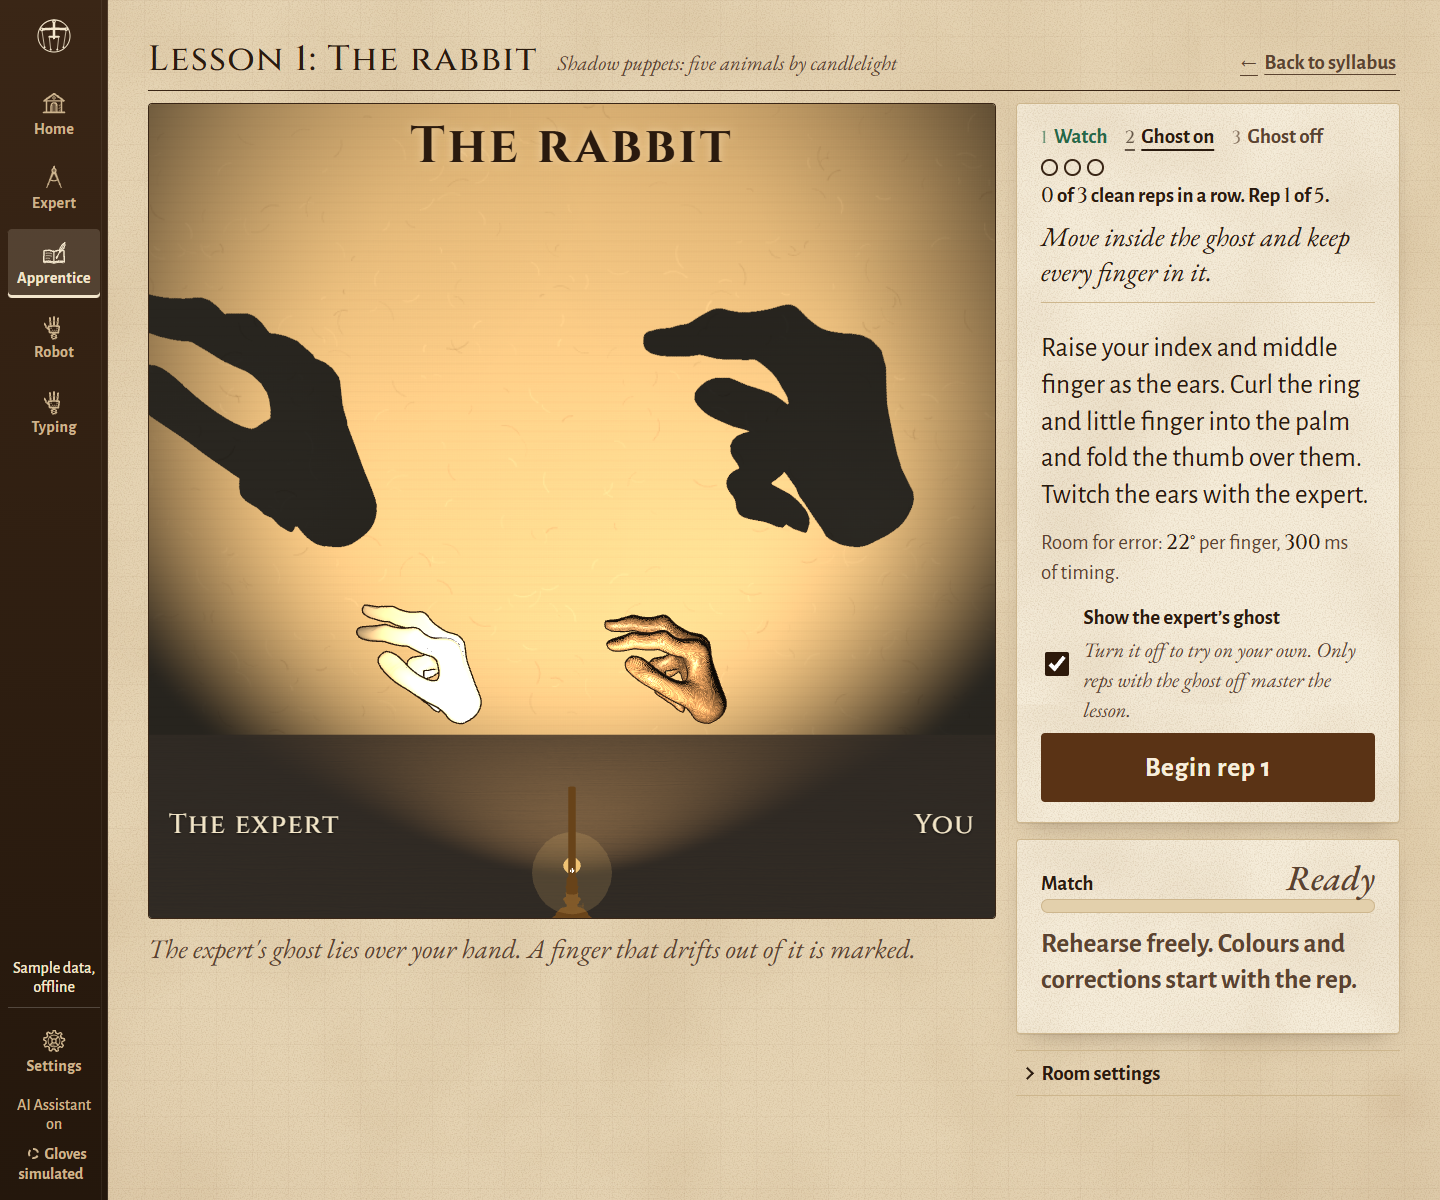 Home
Expert
Apprentice
Robot
Typing
Sample data,
offline
Settings
AI Assistant
on
Gloves
simulated
Lesson 1: The rabbit
Shadow puppets: five animals by candlelight
← Back to syllabus
The rabbit
The expert
You
The expert's ghost lies over your hand. A finger that drifts out of it is marked.
1 Watch 2 Ghost on 3 Ghost off
0 of 3 clean reps in a row. Rep 1 of 5.
Move inside the ghost and keep
every finger in it.
Raise your index and middle
finger as the ears. Curl the ring
and little finger into the palm
and fold the thumb over them.
Twitch the ears with the expert.
Room for error: 22° per finger, 300 ms
of timing.
Show the expert’s ghost
Turn it off to try on your own. Only
reps with the ghost off master the
lesson.
Begin rep 1
Match
Ready
Rehearse freely. Colours and
corrections start with the rep.
Room settings